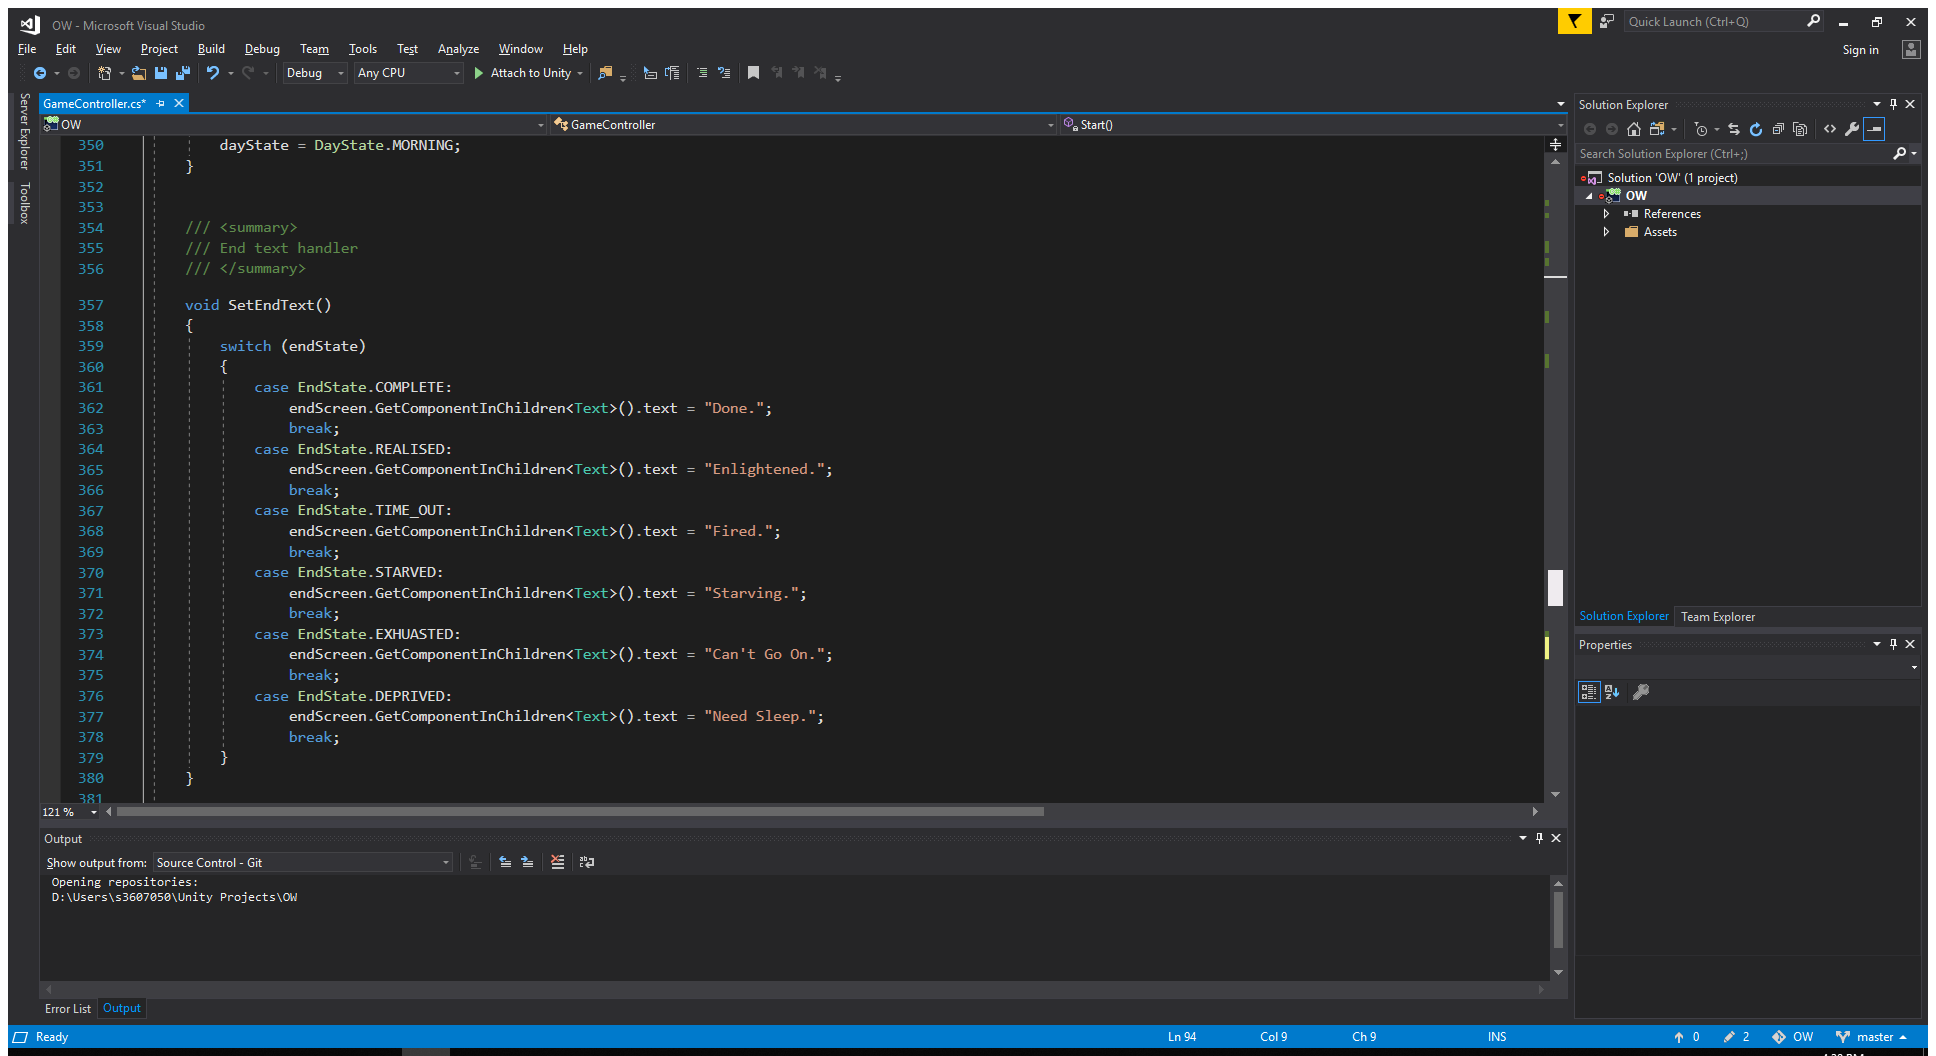 OW - Microsoft Visual Studio
Quick Launch (Ctrl+Q)
File Edit View Project Build Debug Team Tools Test Analyze Window Help
Sign in
Debug Any CPU Attach to Unity
Server Explorer
Toolbox
GameController.cs*
OW GameController Start()
350 dayState = DayState.MORNING;
351 }
352
353
354 /// <summary>
355 /// End text handler
356 /// </summary>
357 void SetEndText()
358 {
359 switch (endState)
360 {
361 case EndState.COMPLETE:
362 endScreen.GetComponentInChildren<Text>().text = "Done.";
363 break;
364 case EndState.REALISED:
365 endScreen.GetComponentInChildren<Text>().text = "Enlightened.";
366 break;
367 case EndState.TIME_OUT:
368 endScreen.GetComponentInChildren<Text>().text = "Fired.";
369 break;
370 case EndState.STARVED:
371 endScreen.GetComponentInChildren<Text>().text = "Starving.";
372 break;
373 case EndState.EXHUASTED:
374 endScreen.GetComponentInChildren<Text>().text = "Can't Go On.";
375 break;
376 case EndState.DEPRIVED:
377 endScreen.GetComponentInChildren<Text>().text = "Need Sleep.";
378 break;
379 }
380 }
381
121 %
Solution Explorer
Search Solution Explorer (Ctrl+;)
Solution 'OW' (1 project)
OW
References
Assets
Solution Explorer Team Explorer
Properties
Output
Show output from: Source Control - Git
Opening repositories:
D:\Users\s3607050\Unity Projects\OW
Error List Output
Ready Ln 94 Col 9 Ch 9 INS 0 2 OW master